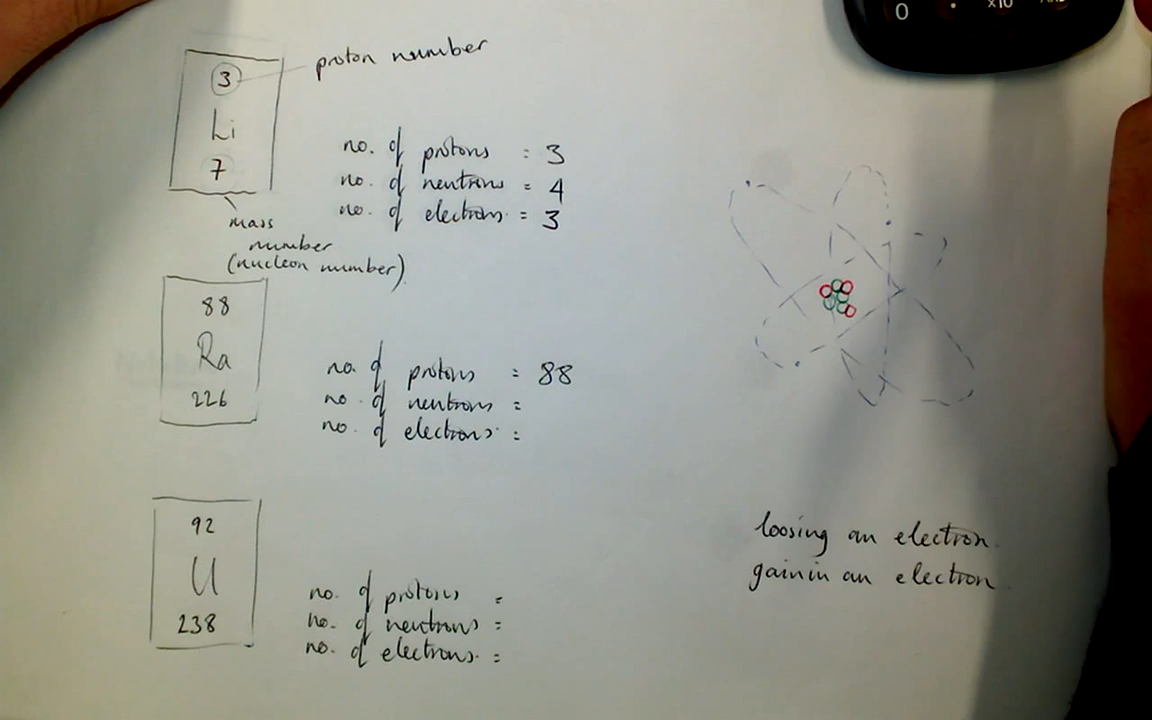 0 . x10
3 proton number
Li
7
mass
number
(nucleon number)
no. of protons : 3
no. of neutrons = 4
no. of electrons = 3
88
Ra
226
no. of protons : 88
no. of neutrons =
no. of electrons :
92
U
238
no. of protons =
no. of neutrons =
no. of electrons =
loosing an electron.
gainin an electron